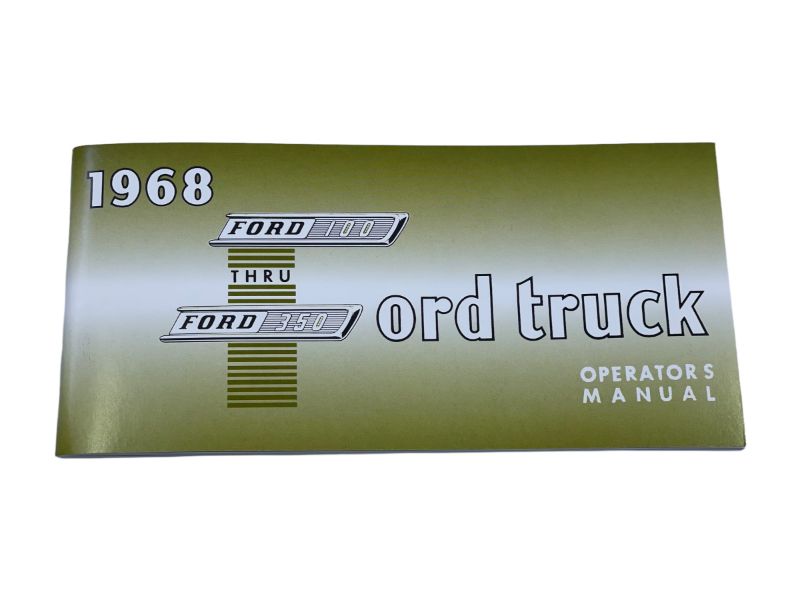 1968
FORD 100
THRU
FORD 350
ord truck
OPERATORS
MANUAL